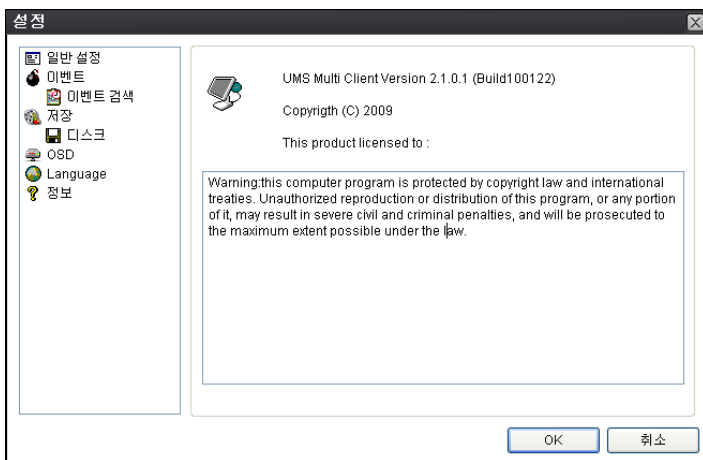 설정
일반 설정
이벤트
이벤트 검색
저장
디스크
OSD
Language
정보
UMS Multi Client Version 2.1.0.1 (Build100122)
Copyrigth (C) 2009
This product licensed to :
Warning:this computer program is protected by copyright law and international
treaties. Unauthorized reproduction or distribution of this program, or any portion
of it, may result in severe civil and criminal penalties, and will be prosecuted to
the maximum extent possible under the law.
OK
취소